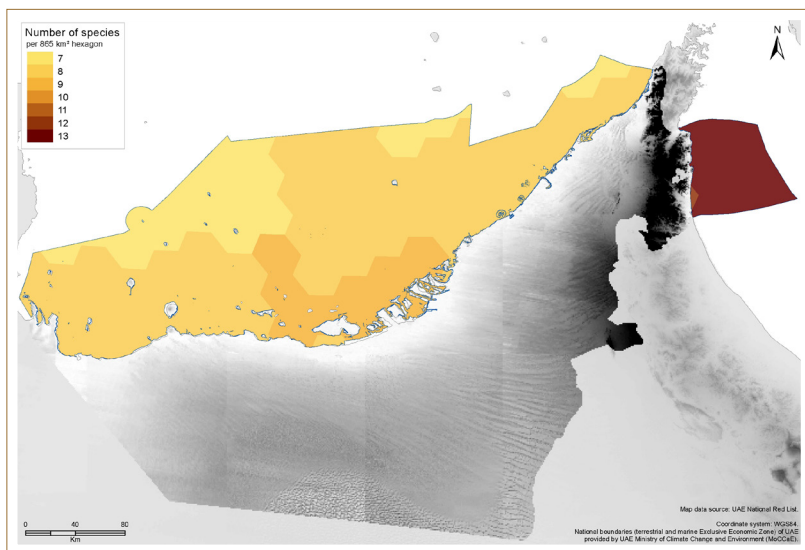 Number of species
per 865 km² hexagon
7
8
9
10
11
12
13
N
0 20 40 80
Km
Map data source: UAE National Red List.
Coordinate system: WGS84.
National boundaries (terrestrial and marine Exclusive Economic Zone) of UAE
provided by UAE Ministry of Climate Change and Environment (MoCCaE).